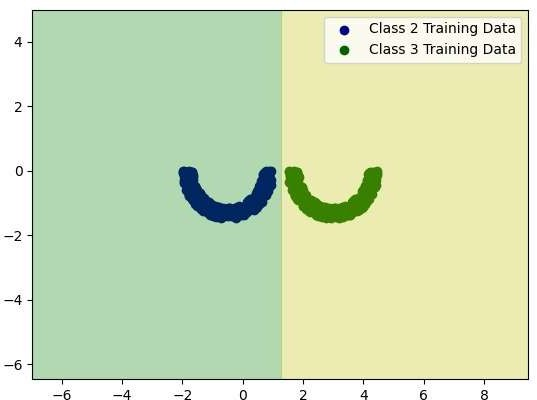 Class 2 Training Data
Class 3 Training Data
4
2
0
−2
−4
−6
−6 −4 −2 0 2 4 6 8